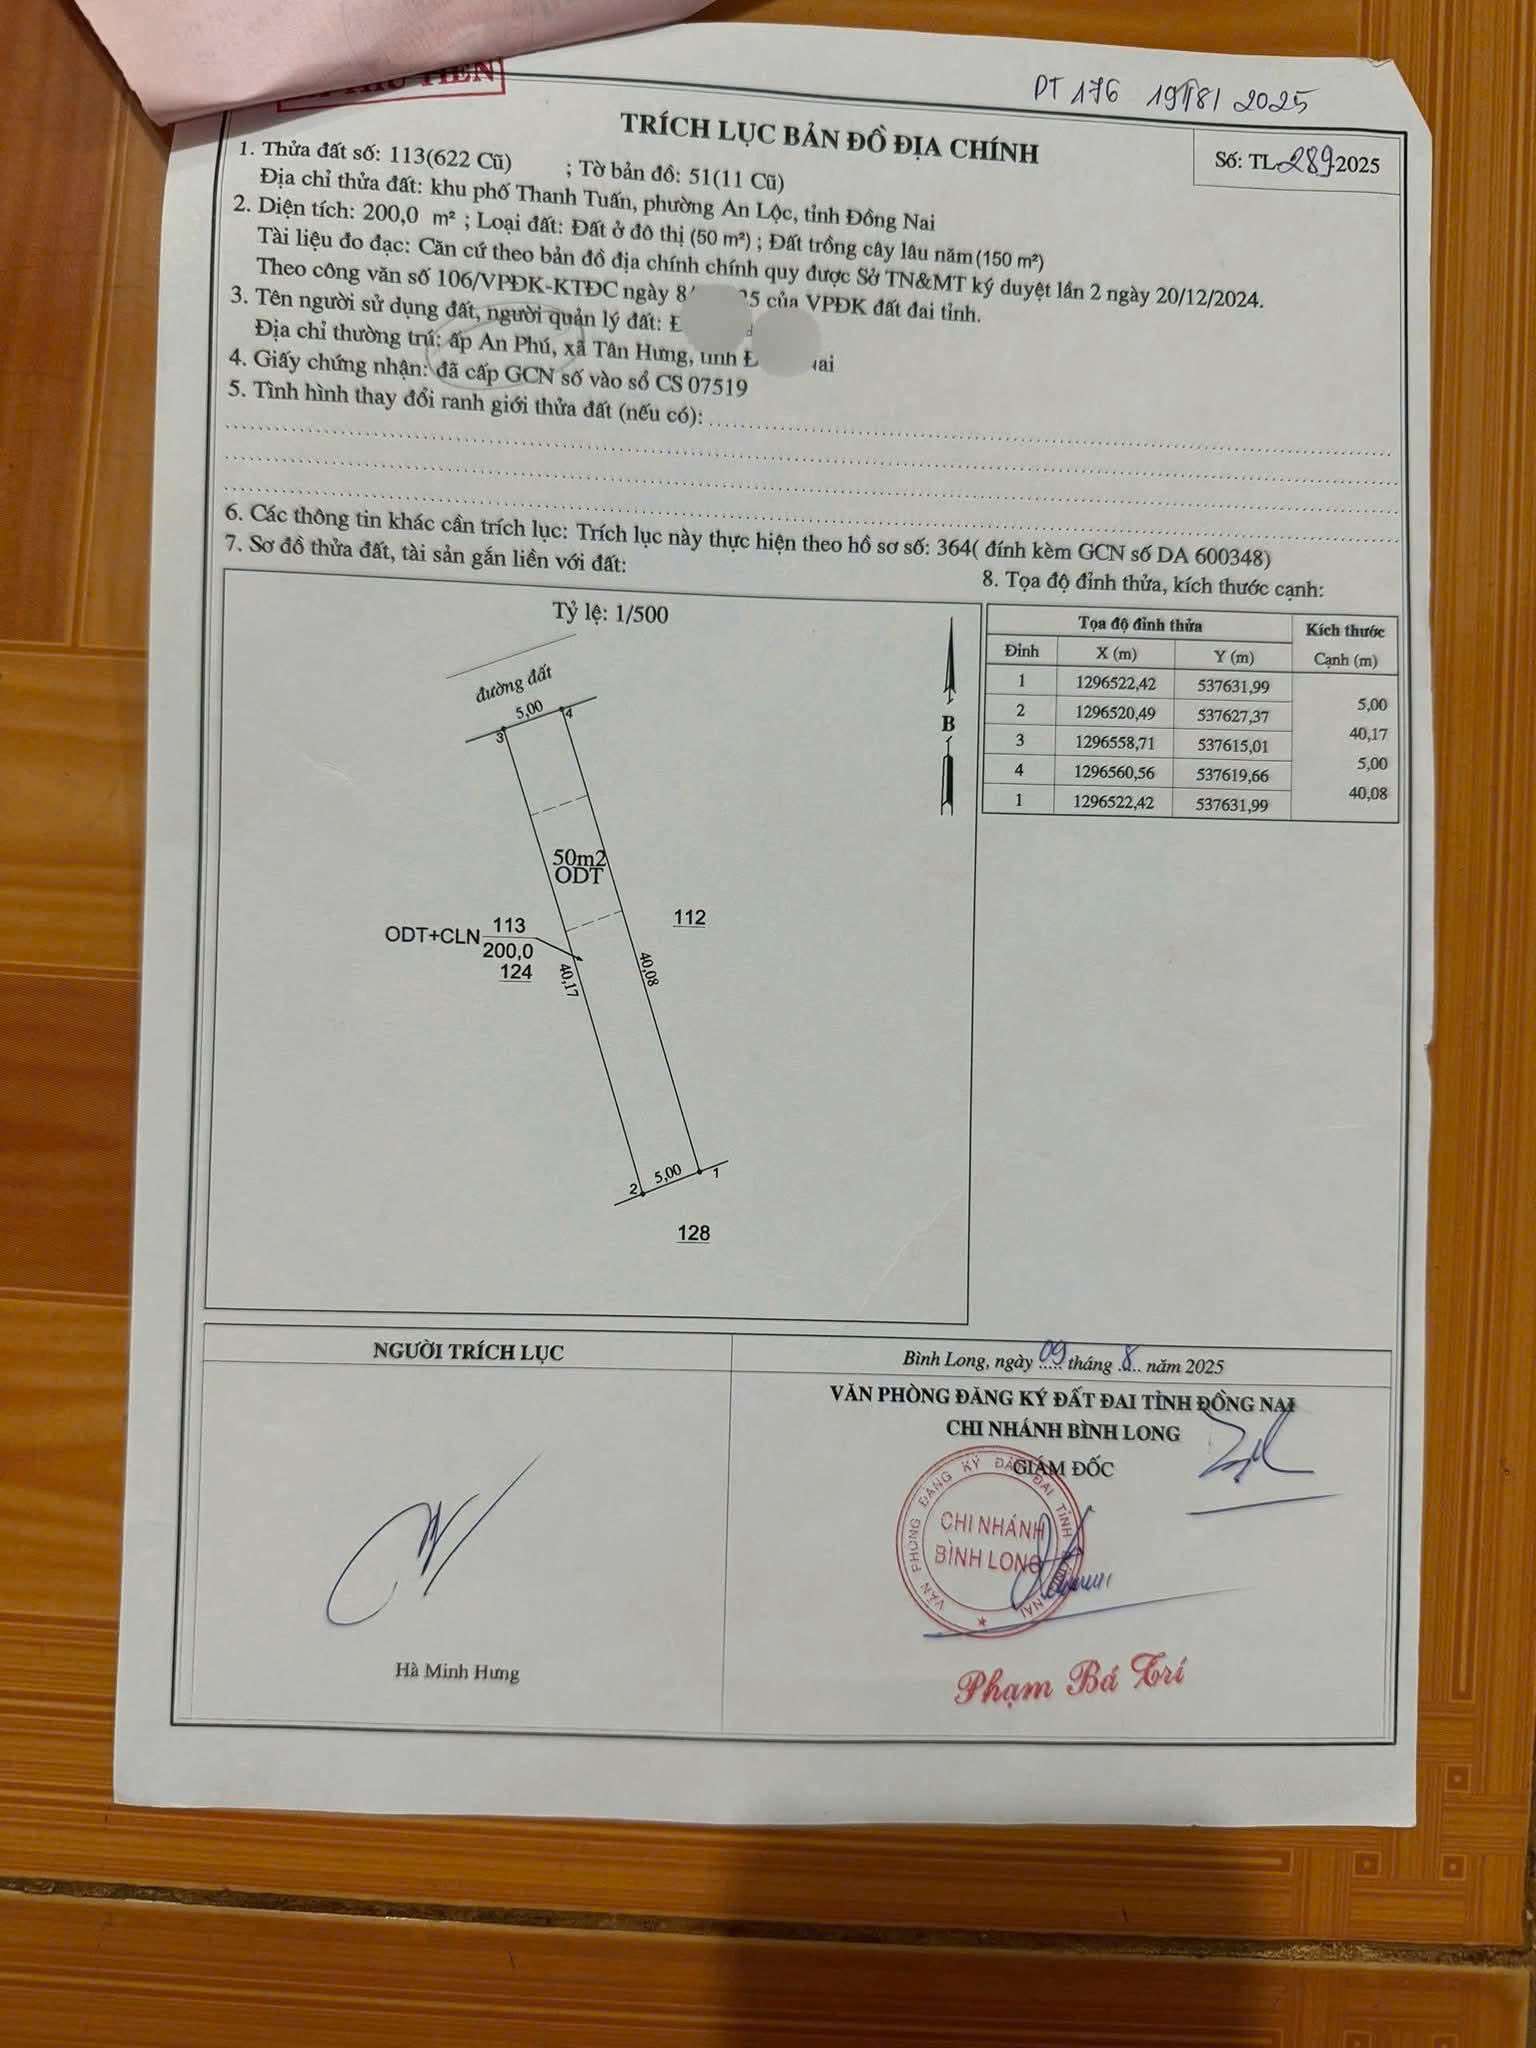 THU TIỀN
PT 176 19/8/ 2025
TRÍCH LỤC BẢN ĐỒ ĐỊA CHÍNH
Số: TL 289-2025
1. Thửa đất số: 113(622 Cũ) ; Tờ bản đồ: 51(11 Cũ)
Địa chỉ thửa đất: khu phố Thanh Tuấn, phường An Lộc, tỉnh Đồng Nai
2. Diện tích: 200,0 m² ; Loại đất: Đất ở đô thị (50 m²) ; Đất trồng cây lâu năm (150 m²)
Tài liệu đo đạc: Căn cứ theo bản đồ địa chính chính quy được Sở TN&MT ký duyệt lần 2 ngày 20/12/2024.
Theo công văn số 106/VPĐK-KTĐC ngày 8/ 25 của VPĐK đất đai tỉnh.
3. Tên người sử dụng đất, người quản lý đất: Đ
Địa chỉ thường trú: ấp An Phú, xã Tân Hưng, tỉnh Đ ai
4. Giấy chứng nhận: đã cấp GCN số vào sổ CS 07519
5. Tình hình thay đổi ranh giới thửa đất (nếu có):
6. Các thông tin khác cần trích lục: Trích lục này thực hiện theo hồ sơ số: 364( đính kèm GCN số DA 600348)
7. Sơ đồ thửa đất, tài sản gắn liền với đất:
8. Tọa độ đỉnh thửa, kích thước cạnh:
Tỷ lệ: 1/500
đường đất
5,00
3 4
50m2
ODT
ODT+CLN 113
200,0
124
112
40,17
40,08
5,00
2 1
128
B
Tọa độ đỉnh thửa Kích thước
Đỉnh X (m) Y (m) Cạnh (m)
1 1296522,42 537631,99
5,00
2 1296520,49 537627,37
40,17
3 1296558,71 537615,01
5,00
4 1296560,56 537619,66
40,08
1 1296522,42 537631,99
NGƯỜI TRÍCH LỤC
Hà Minh Hưng
Bình Long, ngày 09 tháng 8 năm 2025
VĂN PHÒNG ĐĂNG KÝ ĐẤT ĐAI TỈNH ĐỒNG NAI
CHI NHÁNH BÌNH LONG
GIÁM ĐỐC
VĂN PHÒNG ĐĂNG KÝ ĐẤT ĐAI TỈNH ĐỒNG NAI
CHI NHÁNH
BÌNH LONG
Phạm Bá Trí